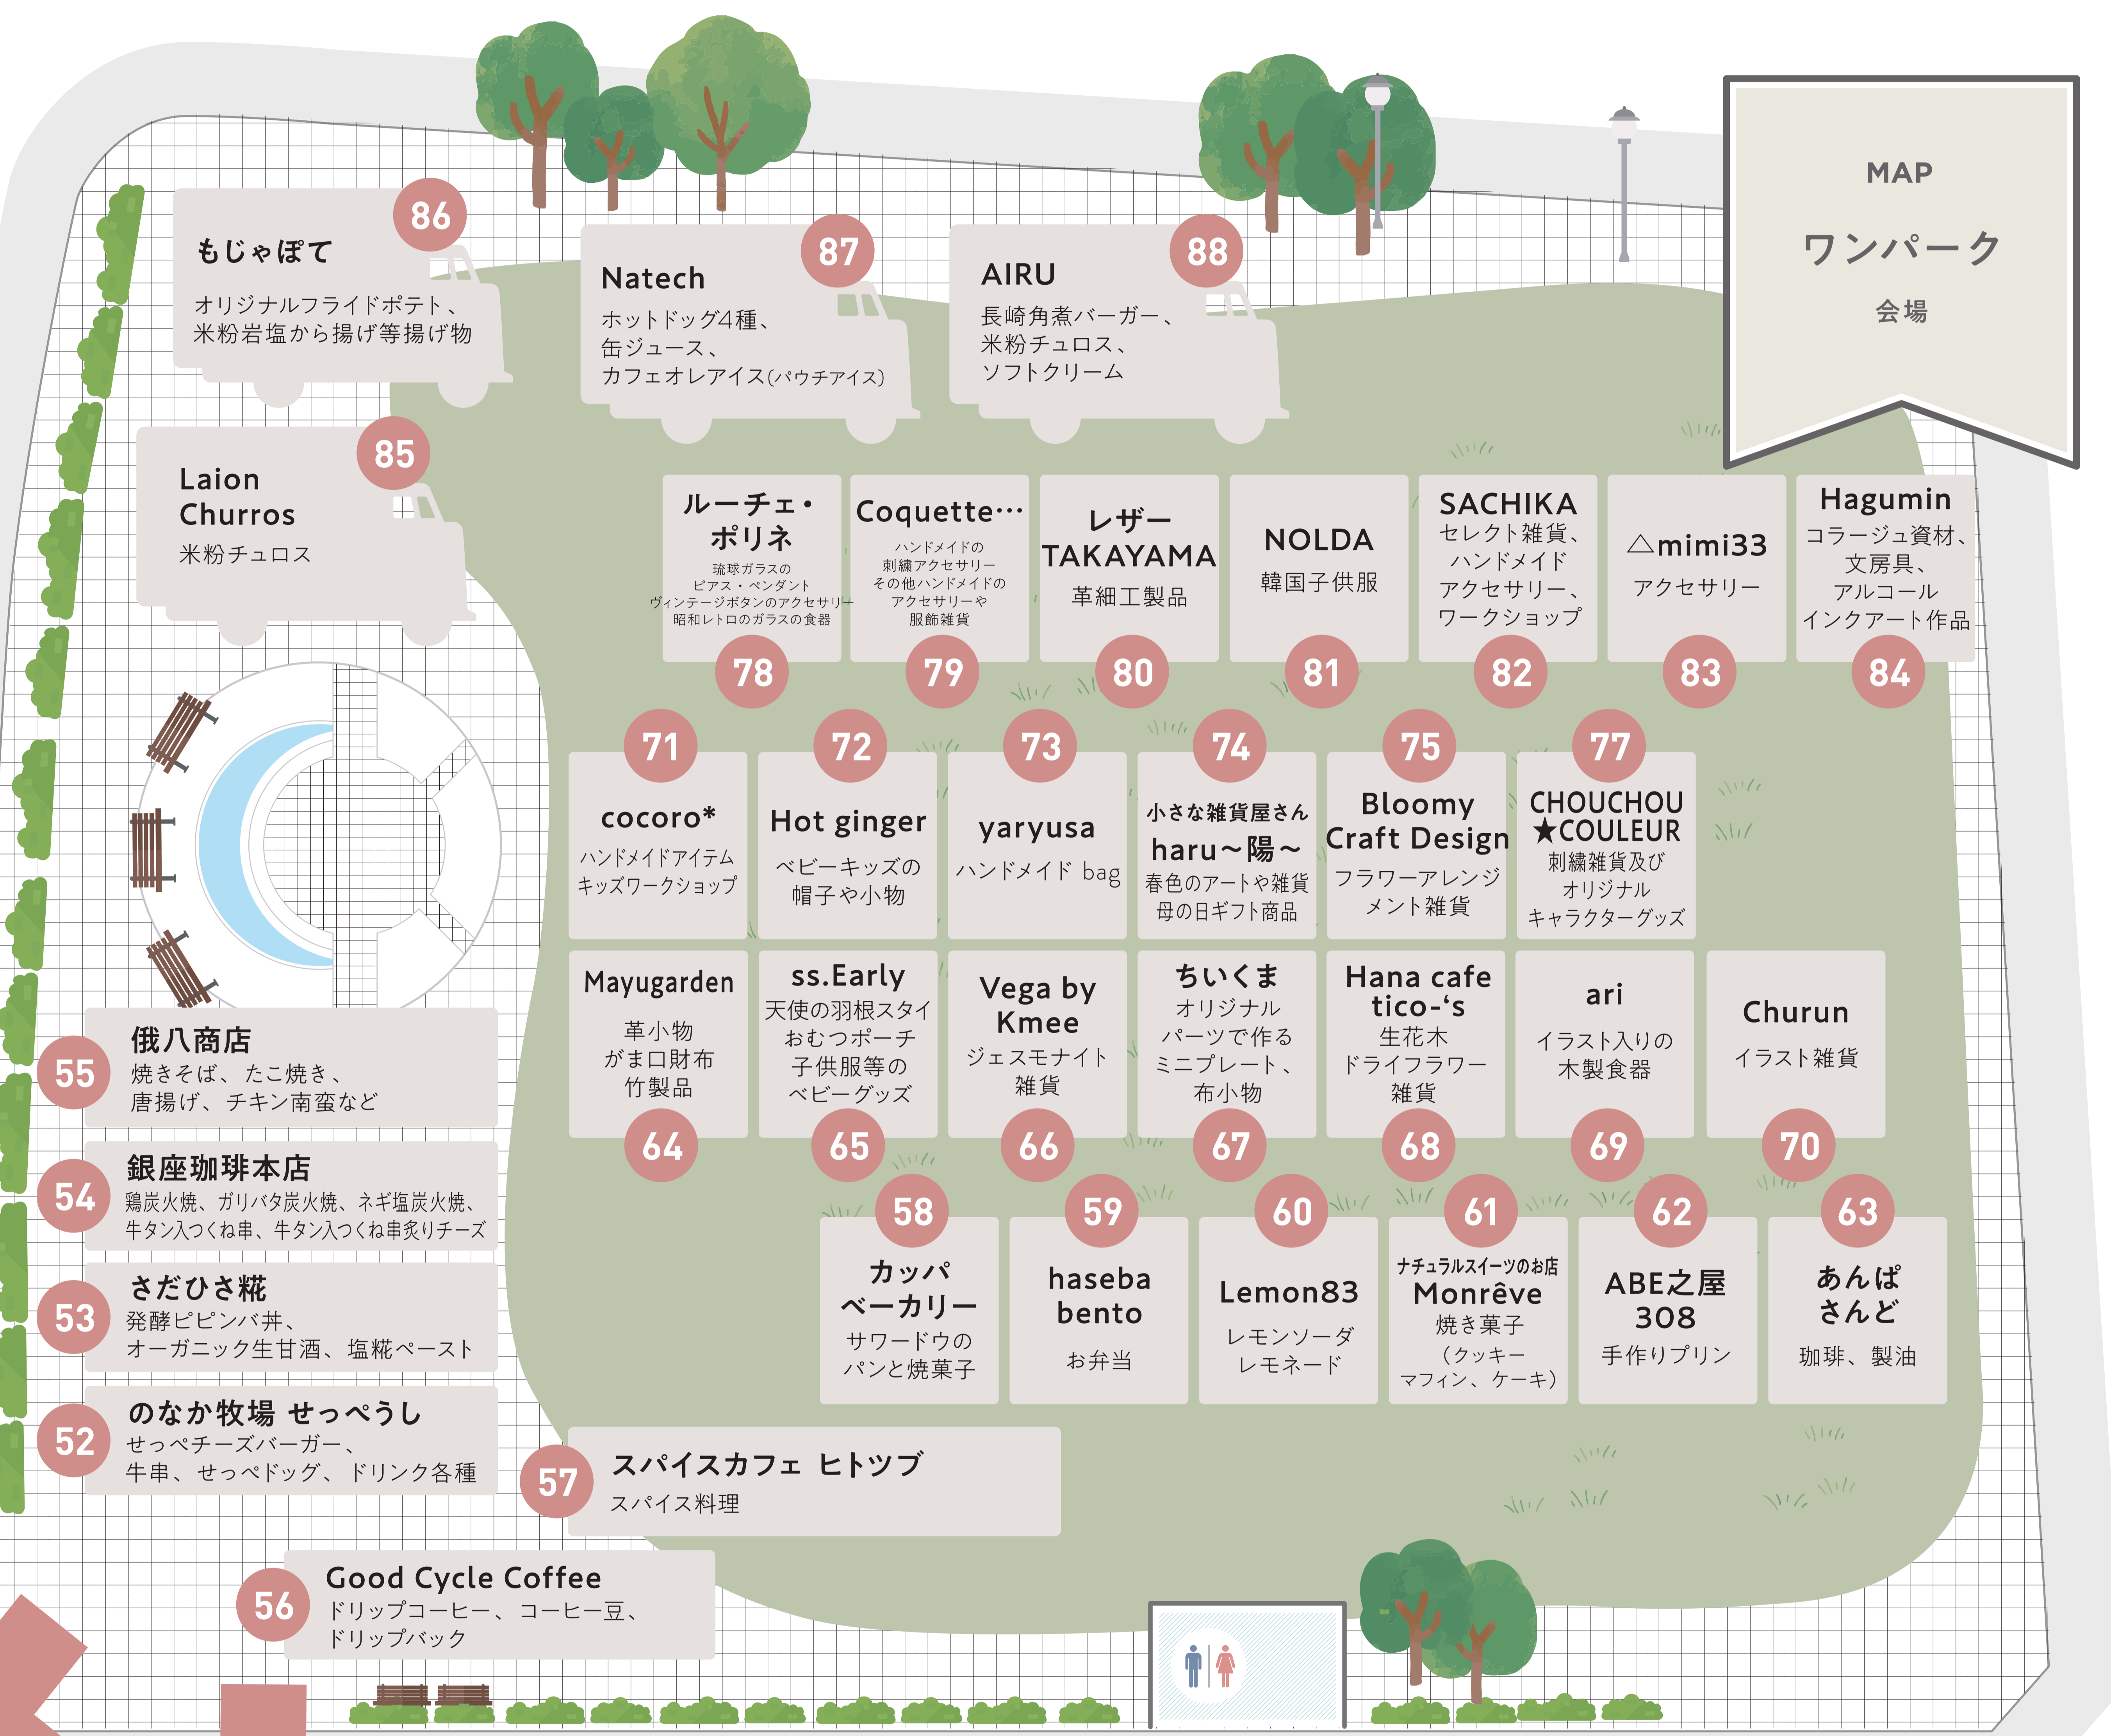 MAP
ワンパーク
会場
86
もじゃぽて
オリジナルフライドポテト、
米粉岩塩から揚げ等揚げ物
87
Natech
ホットドッグ4種、
缶ジュース、
カフェオレアイス(パウチアイス)
88
AIRU
長崎角煮バーガー、
米粉チュロス、
ソフトクリーム
85
Laion
Churros
米粉チュロス
ルーチェ・
ポリネ
琉球ガラスの
ピアス・ペンダント
ヴィンテージボタンのアクセサリー
昭和レトロのガラスの食器
78
Coquette…
ハンドメイドの
刺繍アクセサリー
その他ハンドメイドの
アクセサリーや
服飾雑貨
79
レザー
TAKAYAMA
革細工製品
80
NOLDA
韓国子供服
81
SACHIKA
セレクト雑貨、
ハンドメイド
アクセサリー、
ワークショップ
82
△mimi33
アクセサリー
83
Hagumin
コラージュ資材、
文房具、
アルコール
インクアート作品
84
71
cocoro*
ハンドメイドアイテム
キッズワークショップ
72
Hot ginger
ベビーキッズの
帽子や小物
73
yaryusa
ハンドメイド bag
74
小さな雑貨屋さん
haru～陽～
春色のアートや雑貨
母の日ギフト商品
75
Bloomy
Craft Design
フラワーアレンジ
メント雑貨
77
CHOUCHOU
★COULEUR
刺繍雑貨及び
オリジナル
キャラクターグッズ
Mayugarden
革小物
がま口財布
竹製品
64
ss.Early
天使の羽根スタイ
おむつポーチ
子供服等の
ベビーグッズ
65
Vega by
Kmee
ジェスモナイト
雑貨
66
ちいくま
オリジナル
パーツで作る
ミニプレート、
布小物
67
Hana cafe
tico-‘s
生花木
ドライフラワー
雑貨
68
ari
イラスト入りの
木製食器
69
Churun
イラスト雑貨
70
55
俄八商店
焼きそば、たこ焼き、
唐揚げ、チキン南蛮など
54
銀座珈琲本店
鶏炭火焼、ガリバタ炭火焼、ネギ塩炭火焼、
牛タン入つくね串、牛タン入つくね串炙りチーズ
53
さだひさ糀
発酵ビビンバ丼、
オーガニック生甘酒、塩糀ペースト
52
のなか牧場 せっぺうし
せっぺチーズバーガー、
牛串、せっぺドッグ、ドリンク各種
58
カッパ
ベーカリー
サワードウの
パンと焼菓子
59
haseba
bento
お弁当
60
Lemon83
レモンソーダ
レモネード
61
ナチュラルスイーツのお店
Monrêve
焼き菓子
（クッキー
マフィン、ケーキ）
62
ABE之屋
308
手作りプリン
63
あんぱ
さんど
珈琲、製油
57
スパイスカフェ ヒトツブ
スパイス料理
56
Good Cycle Coffee
ドリップコーヒー、コーヒー豆、
ドリップバック